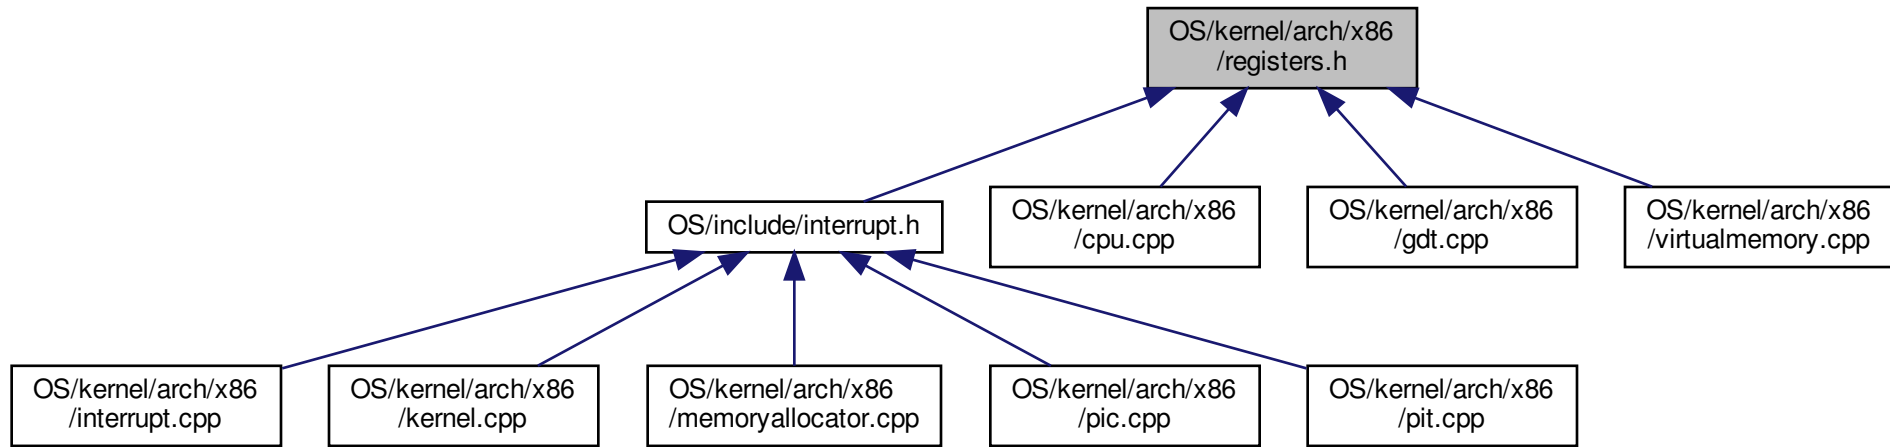 OS/kernel/arch/x86
/registers.h
OS/include/interrupt.h
OS/kernel/arch/x86
/cpu.cpp
OS/kernel/arch/x86
/gdt.cpp
OS/kernel/arch/x86
/virtualmemory.cpp
OS/kernel/arch/x86
/interrupt.cpp
OS/kernel/arch/x86
/kernel.cpp
OS/kernel/arch/x86
/memoryallocator.cpp
OS/kernel/arch/x86
/pic.cpp
OS/kernel/arch/x86
/pit.cpp